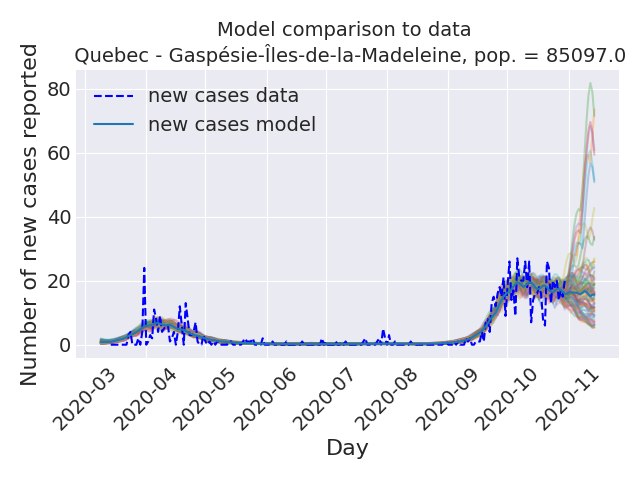 Model comparison to data
Quebec - Gaspésie-Îles-de-la-Madeleine, pop. = 85097.0
Number of new cases reported
80
60
40
20
0
new cases data
new cases model
2020-03
2020-04
2020-05
2020-06
2020-07
2020-08
2020-09
2020-10
2020-11
Day